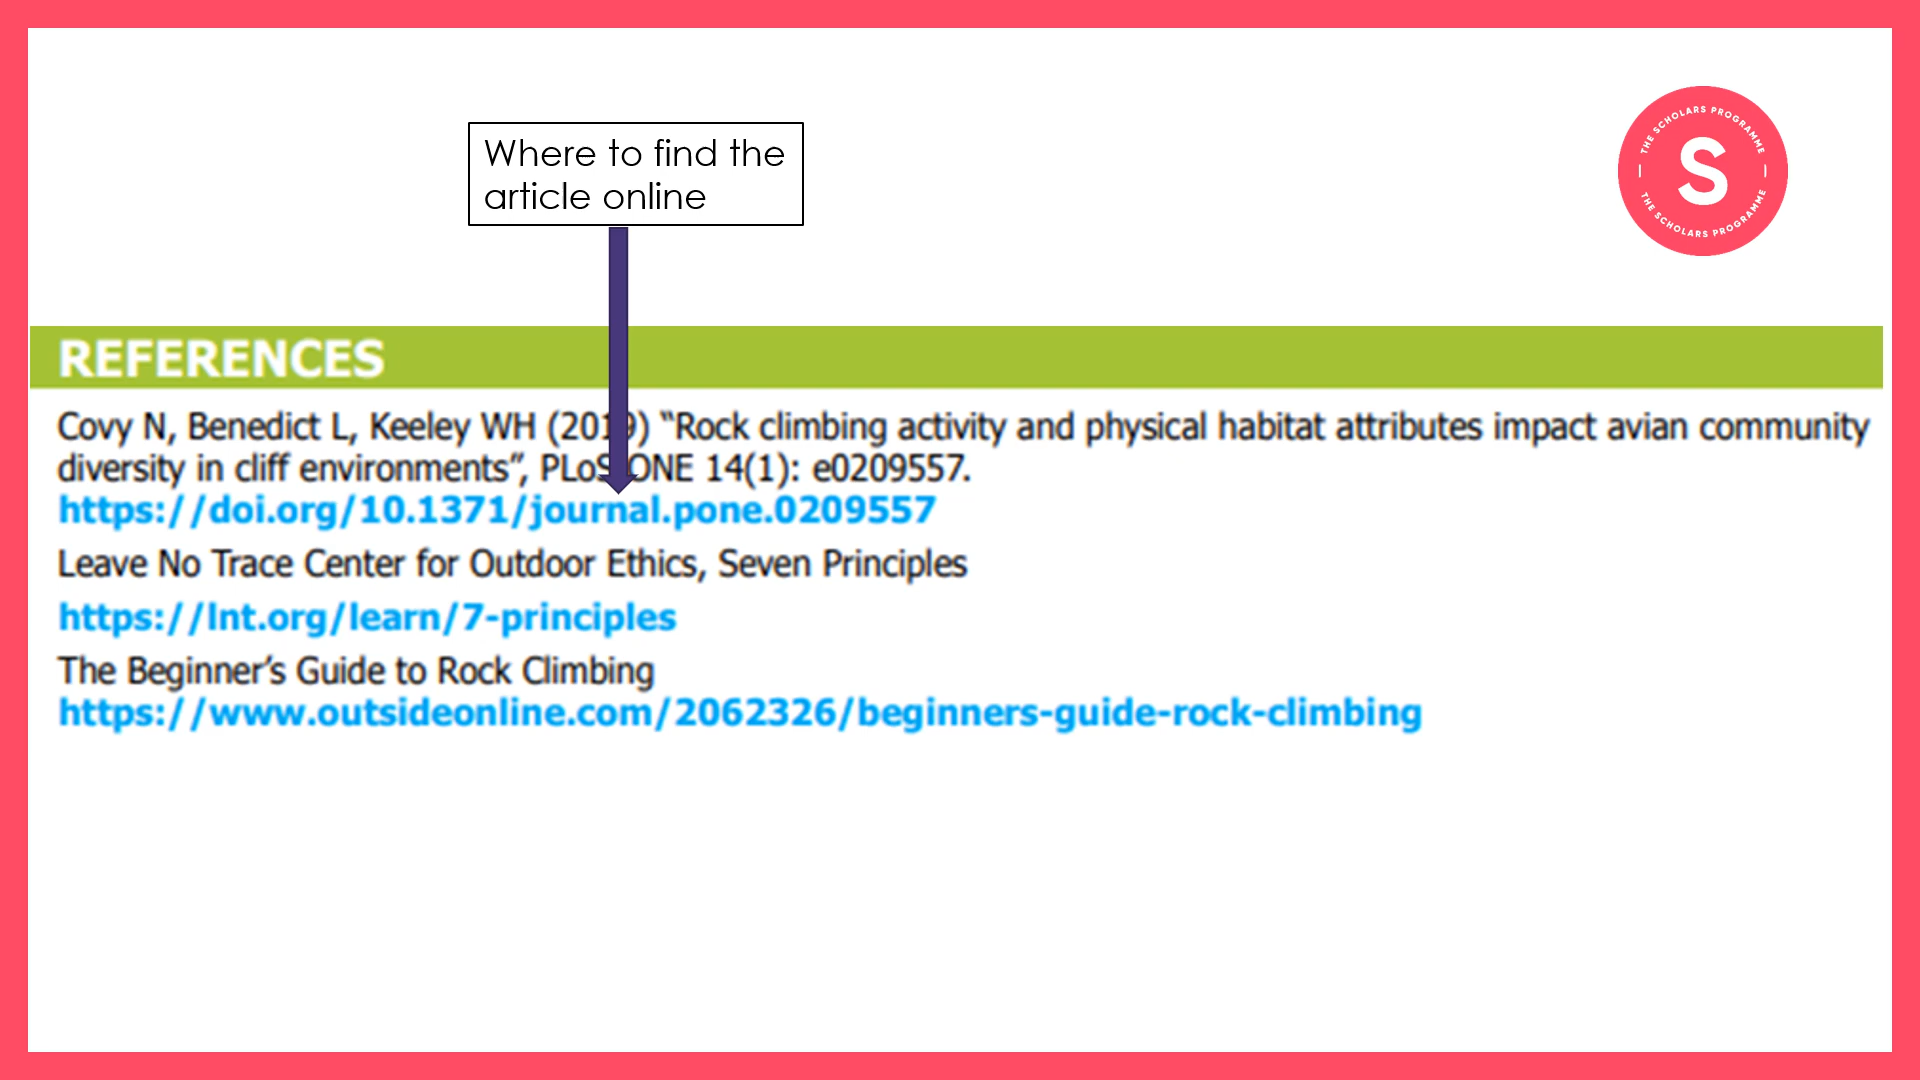 Where to find the
article online
THE SCHOLARS PROGRAMME
S
THE SCHOLARS PROGRAMME
REFERENCES
Covy N, Benedict L, Keeley WH (2019) “Rock climbing activity and physical habitat attributes impact avian community
diversity in cliff environments”, PLoS ONE 14(1): e0209557.
https://doi.org/10.1371/journal.pone.0209557
Leave No Trace Center for Outdoor Ethics, Seven Principles
https://lnt.org/learn/7-principles
The Beginner’s Guide to Rock Climbing
https://www.outsideonline.com/2062326/beginners-guide-rock-climbing